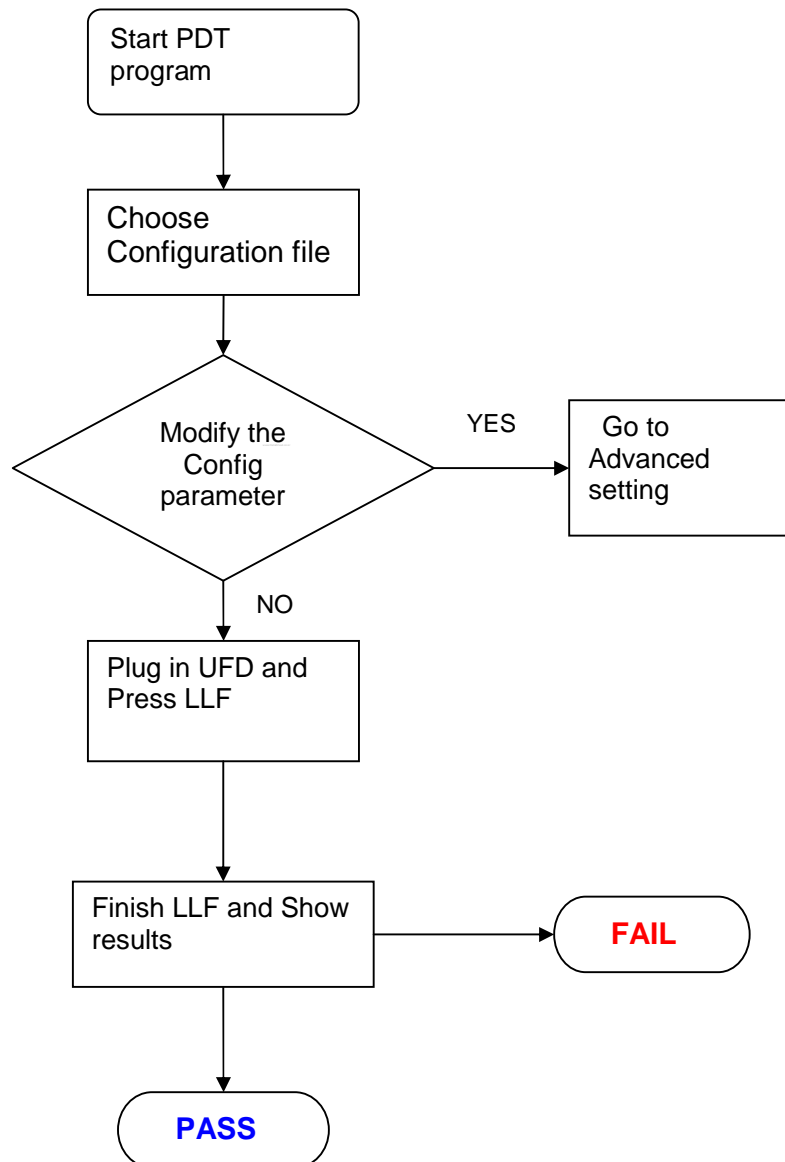 Start PDT
program
Choose
Configuration file
Modify the
Config
parameter
YES
Go to
Advanced
setting
NO
Plug in UFD and
Press LLF
Finish LLF and Show
results
FAIL
PASS